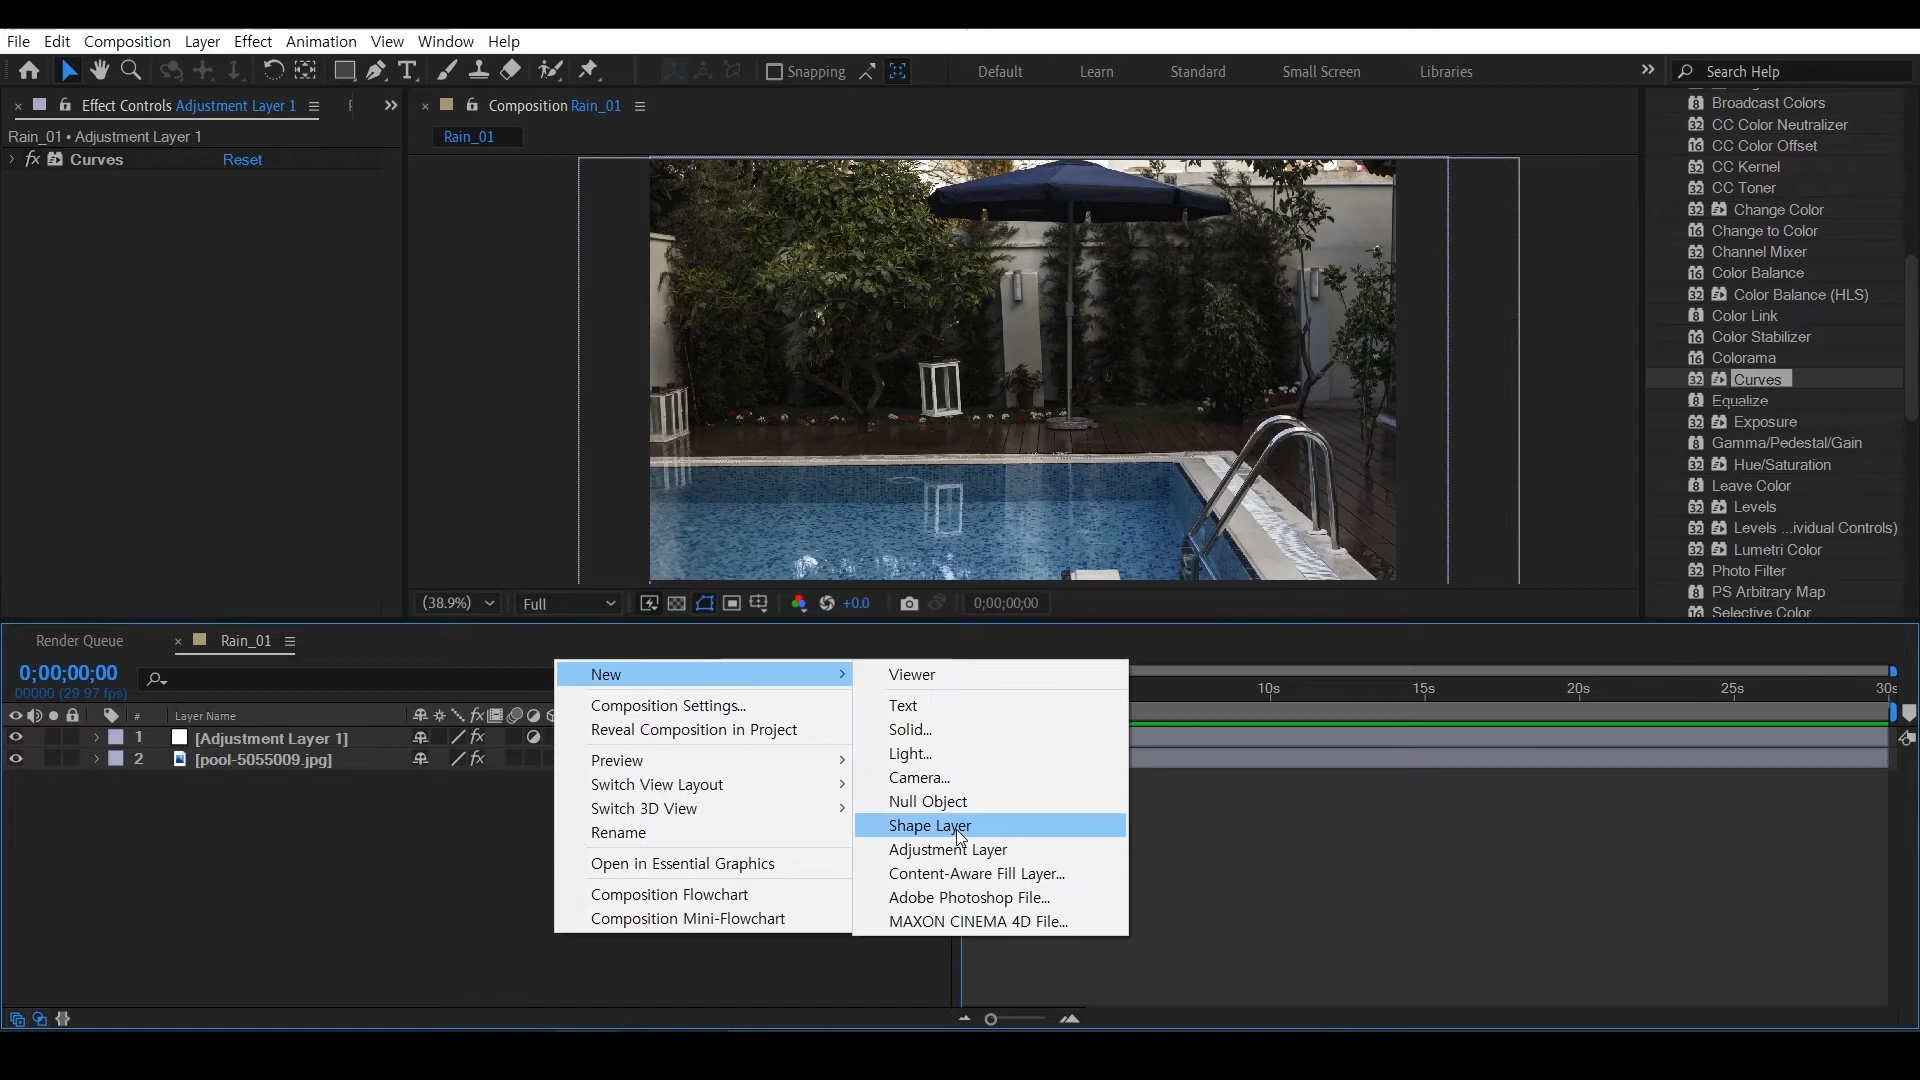 File Edit Composition Layer Effect Animation View Window Help
Snapping Default Learn Standard Small Screen Libraries Search Help
Effect Controls Adjustment Layer 1
Rain_01 • Adjustment Layer 1
fx Curves Reset
Composition Rain_01
Rain_01
(38.9%) Full +0.0 0;00;00;00
Broadcast Colors
CC Color Neutralizer
CC Color Offset
CC Kernel
CC Toner
Change Color
Change to Color
Channel Mixer
Color Balance
Color Balance (HLS)
Color Link
Color Stabilizer
Colorama
Curves
Equalize
Exposure
Gamma/Pedestal/Gain
Hue/Saturation
Leave Color
Levels
Levels ...ividual Controls)
Lumetri Color
Photo Filter
PS Arbitrary Map
Selective Color
Render Queue Rain_01
0;00;00;00
00000 (29.97 fps)
# Layer Name
1 [Adjustment Layer 1]
2 [pool-5055009.jpg]
10s 15s 20s 25s 30s
New
Composition Settings...
Reveal Composition in Project
Preview
Switch View Layout
Switch 3D View
Rename
Open in Essential Graphics
Composition Flowchart
Composition Mini-Flowchart
Viewer
Text
Solid...
Light...
Camera...
Null Object
Shape Layer
Adjustment Layer
Content-Aware Fill Layer...
Adobe Photoshop File...
MAXON CINEMA 4D File...